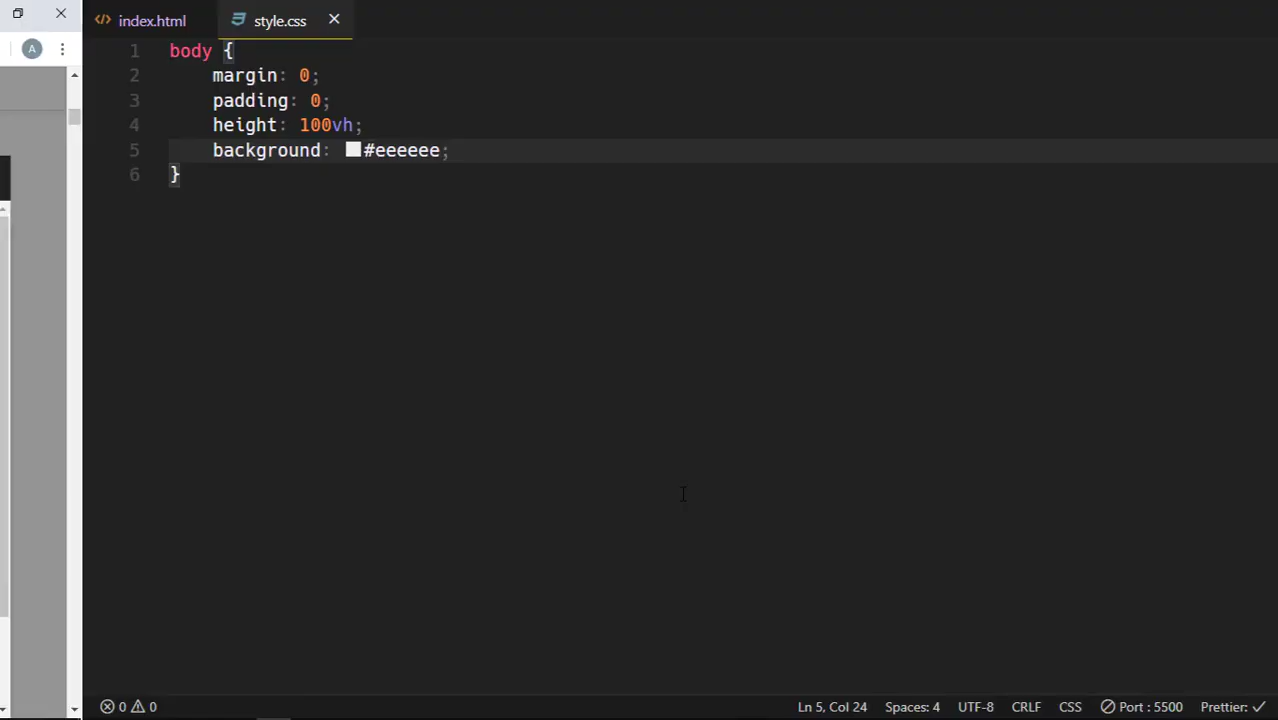 A
index.html style.css
1 body {
2 margin: 0;
3 padding: 0;
4 height: 100vh;
5 background: #eeeeee;
6 }
0 0 Ln 5, Col 24 Spaces: 4 UTF-8 CRLF CSS Port : 5500 Prettier: